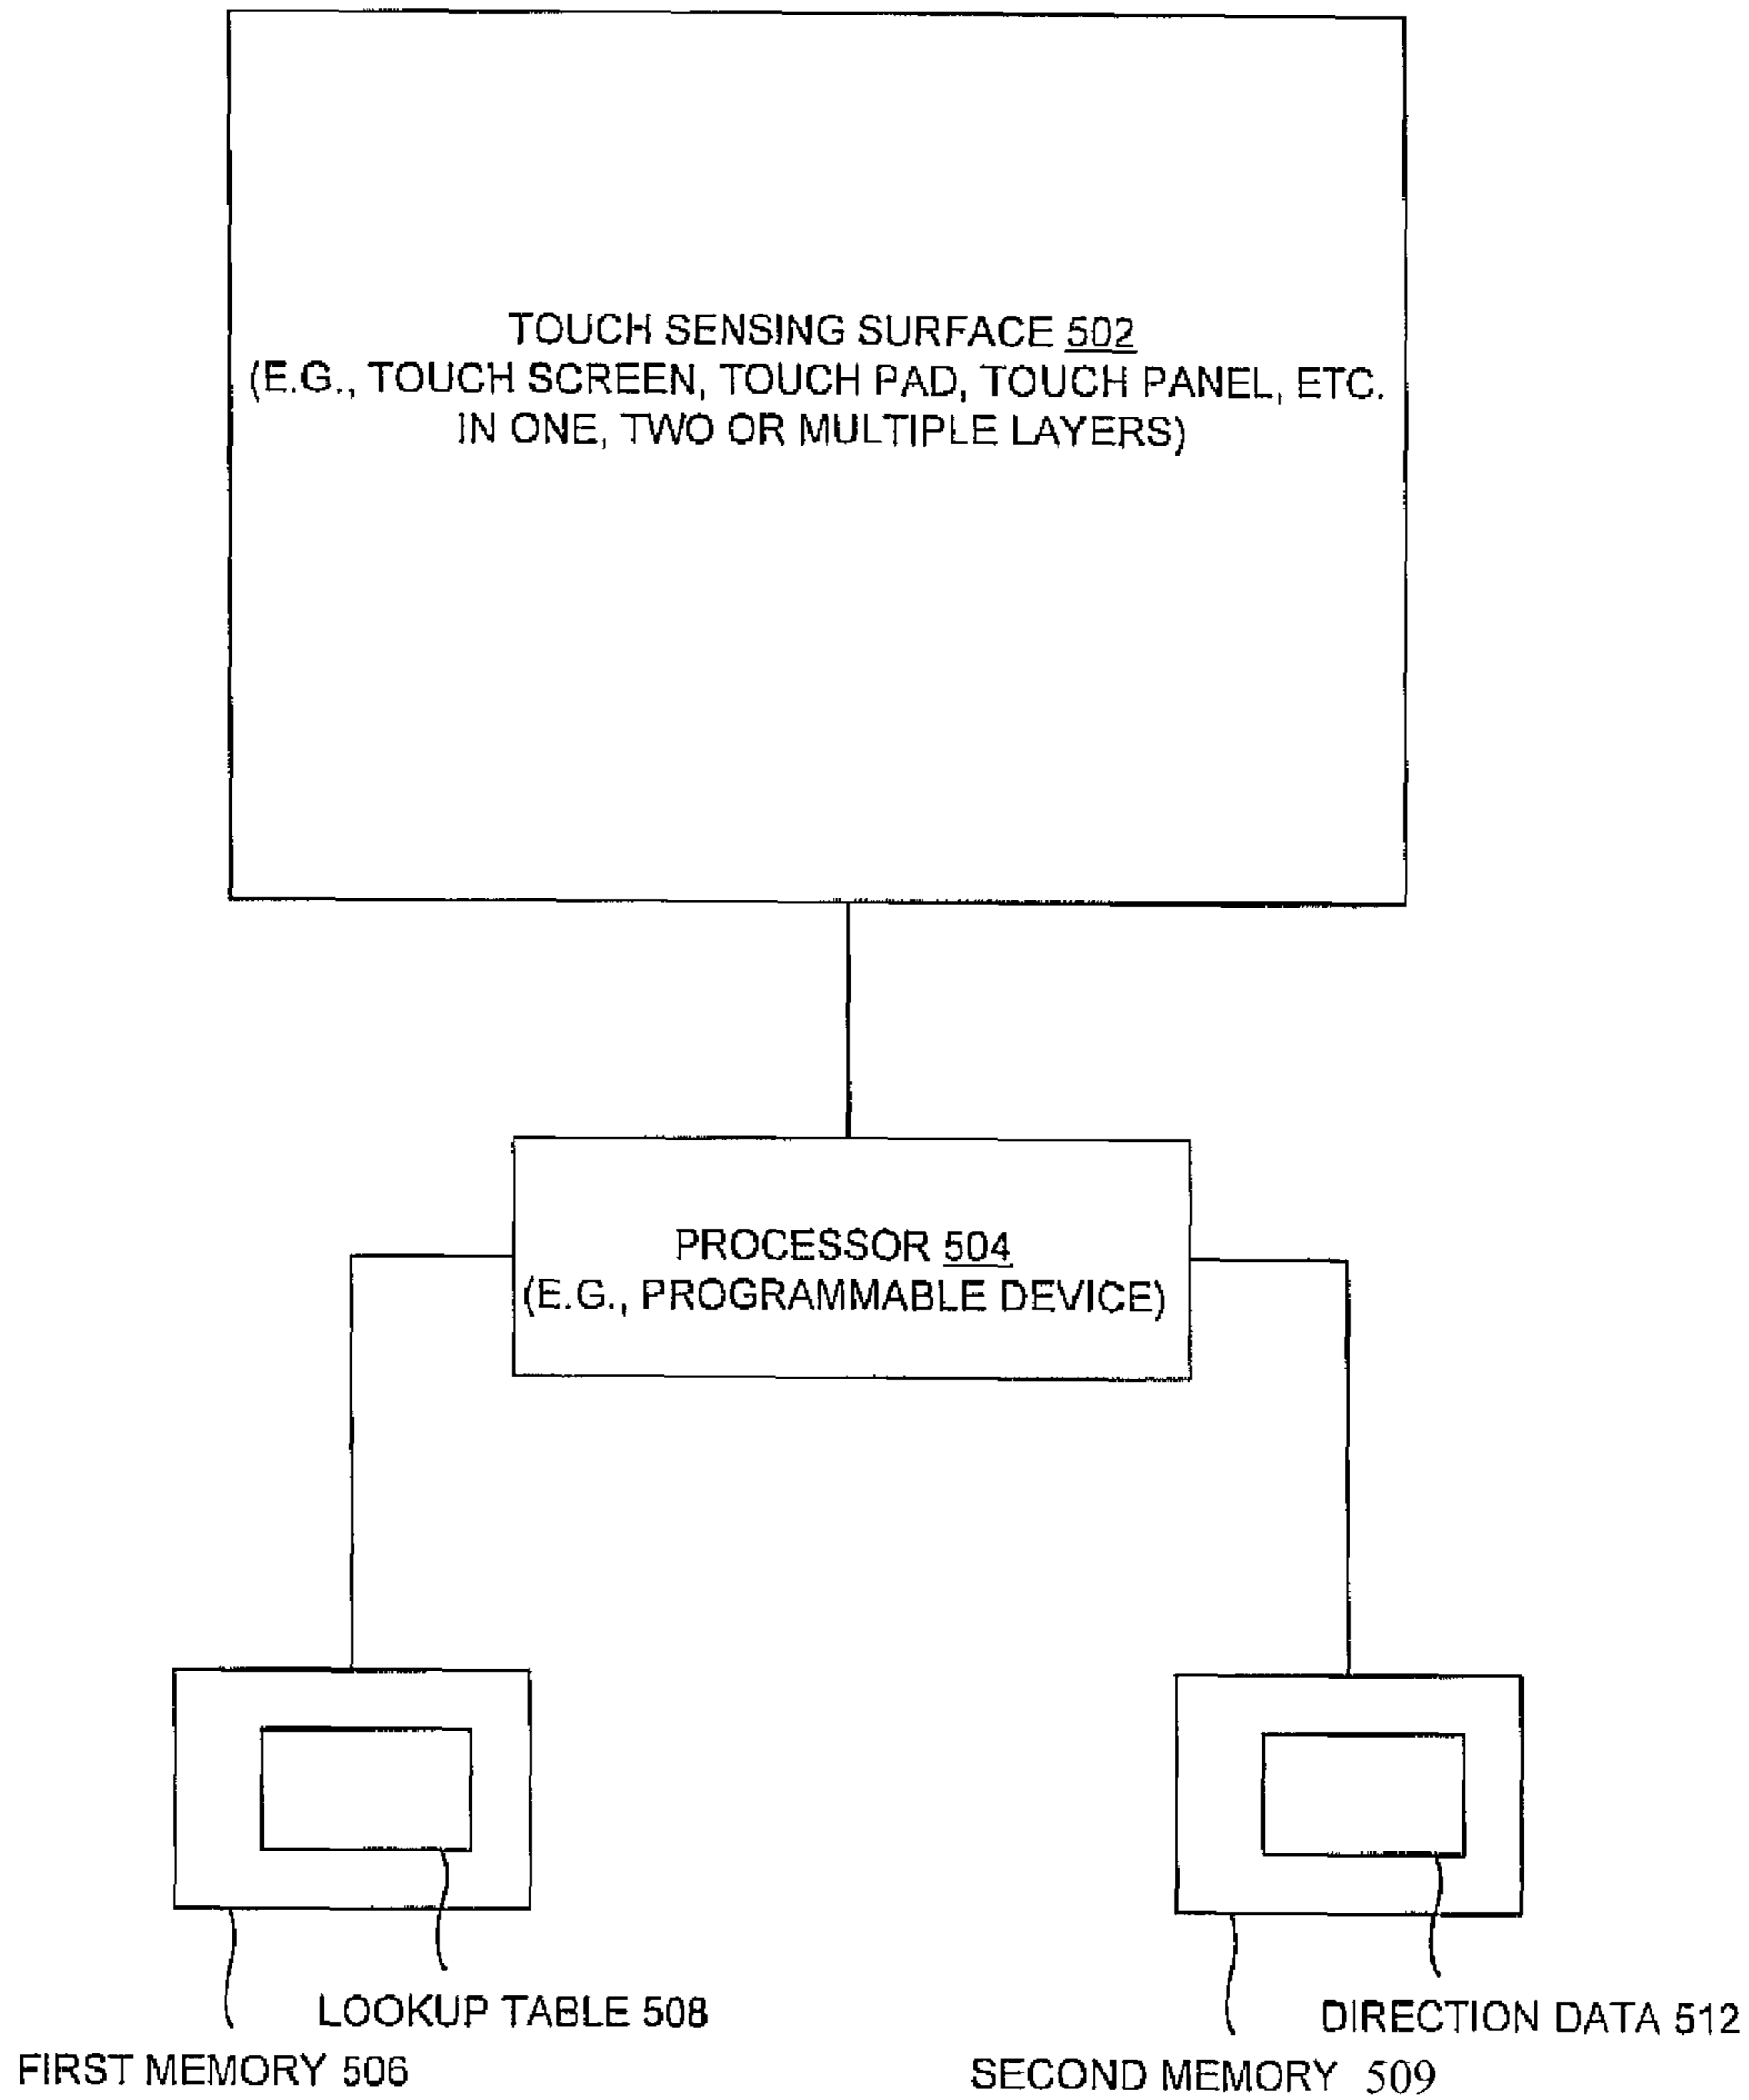 TOUCH SENSING SURFACE 502
(E.G., TOUCH SCREEN, TOUCH PAD, TOUCH PANEL, ETC.
IN ONE, TWO OR MULTIPLE LAYERS)
PROCESSOR 504
(E.G., PROGRAMMABLE DEVICE)
LOOKUP TABLE 508
FIRST MEMORY 506
DIRECTION DATA 512
SECOND MEMORY 509